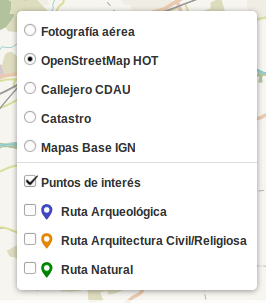 Fotografía aérea
OpenStreetMap HOT
Callejero CDAU
Catastro
Mapas Base IGN
Puntos de interés
Ruta Arqueológica
Ruta Arquitectura Civil/Religiosa
Ruta Natural